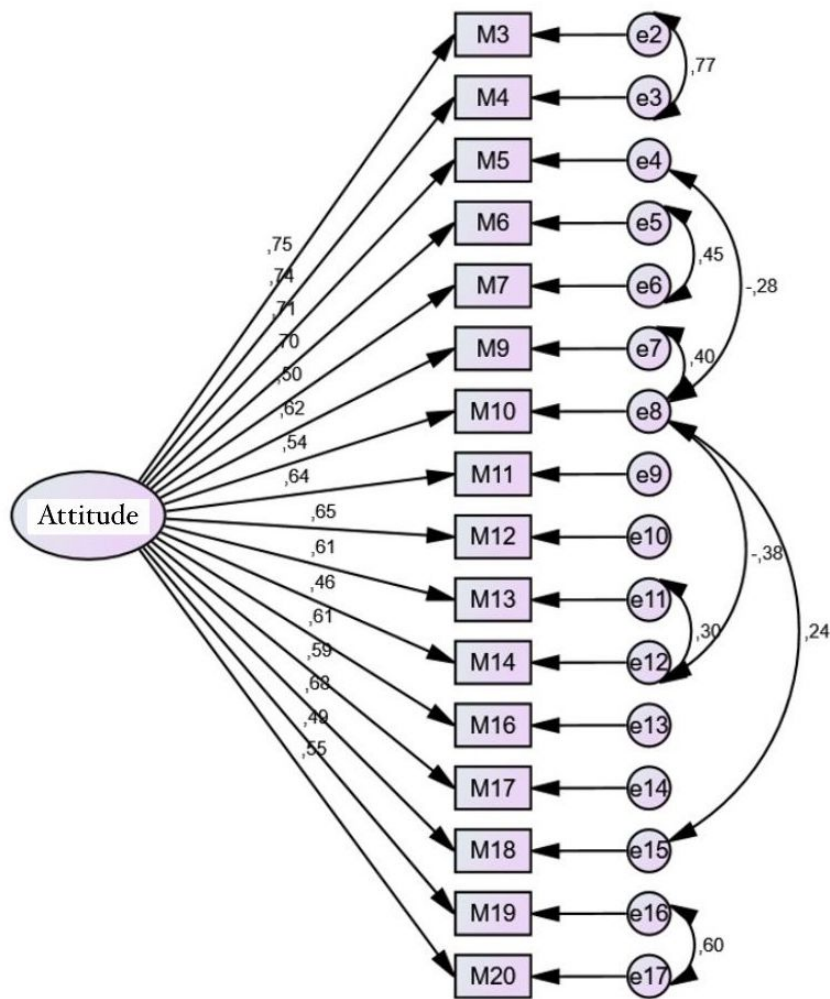 M3
e2
,77
M4
e3
M5
e4
M6
e5
,75
,45
,74
M7
e6
-,28
,71
,70
M9
e7
,40
,50
,62
M10
e8
,54
M11
e9
,64
Attitude
,65
M12
e10
,61
-,38
,46
M13
e11
,61
,30
,24
,59
M14
e12
,68
M16
e13
,49
,55
M17
e14
M18
e15
M19
e16
,60
M20
e17